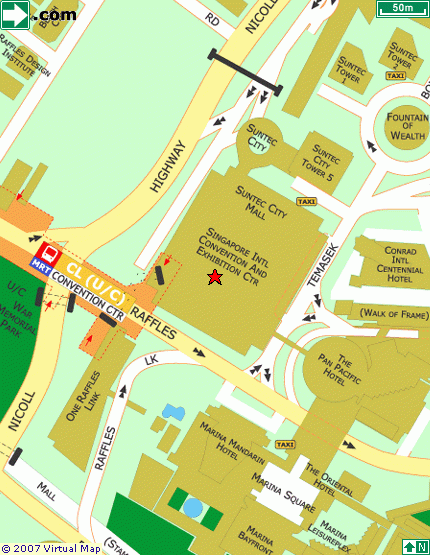 .com
50m
RD
NICOLL
HIGHWAY
RAFFLES DESIGN
INSTITUTE
SUNTEC
TOWER 1
SUNTEC
TOWER 2
TAXI
FOUNTAIN
OF
WEALTH
SUNTEC
CITY
SUNTEC
CITY
TOWER 5
TAXI
SUNTEC CITY
MALL
SINGAPORE INTL
CONVENTION AND
EXHIBITION CTR
TEMASEK
CONRAD
INTL
CENTENNIAL
HOTEL
(WALK OF FRAME)
MRT
CL (U/C)
CONVENTION CTR
RAFFLES
U/C
WAR
MEMORIAL
PARK
THE
PAN PACIFIC
HOTEL
LK
ONE RAFFLES
LINK
NICOLL
RAFFLES
MARINA MANDARIN
HOTEL
TAXI
THE ORIENTAL
HOTEL
MARINA SQUARE
MALL
MARINA
LEISUREPL
MARINA
BAYFRONT
(STAM
© 2007 Virtual Map
N